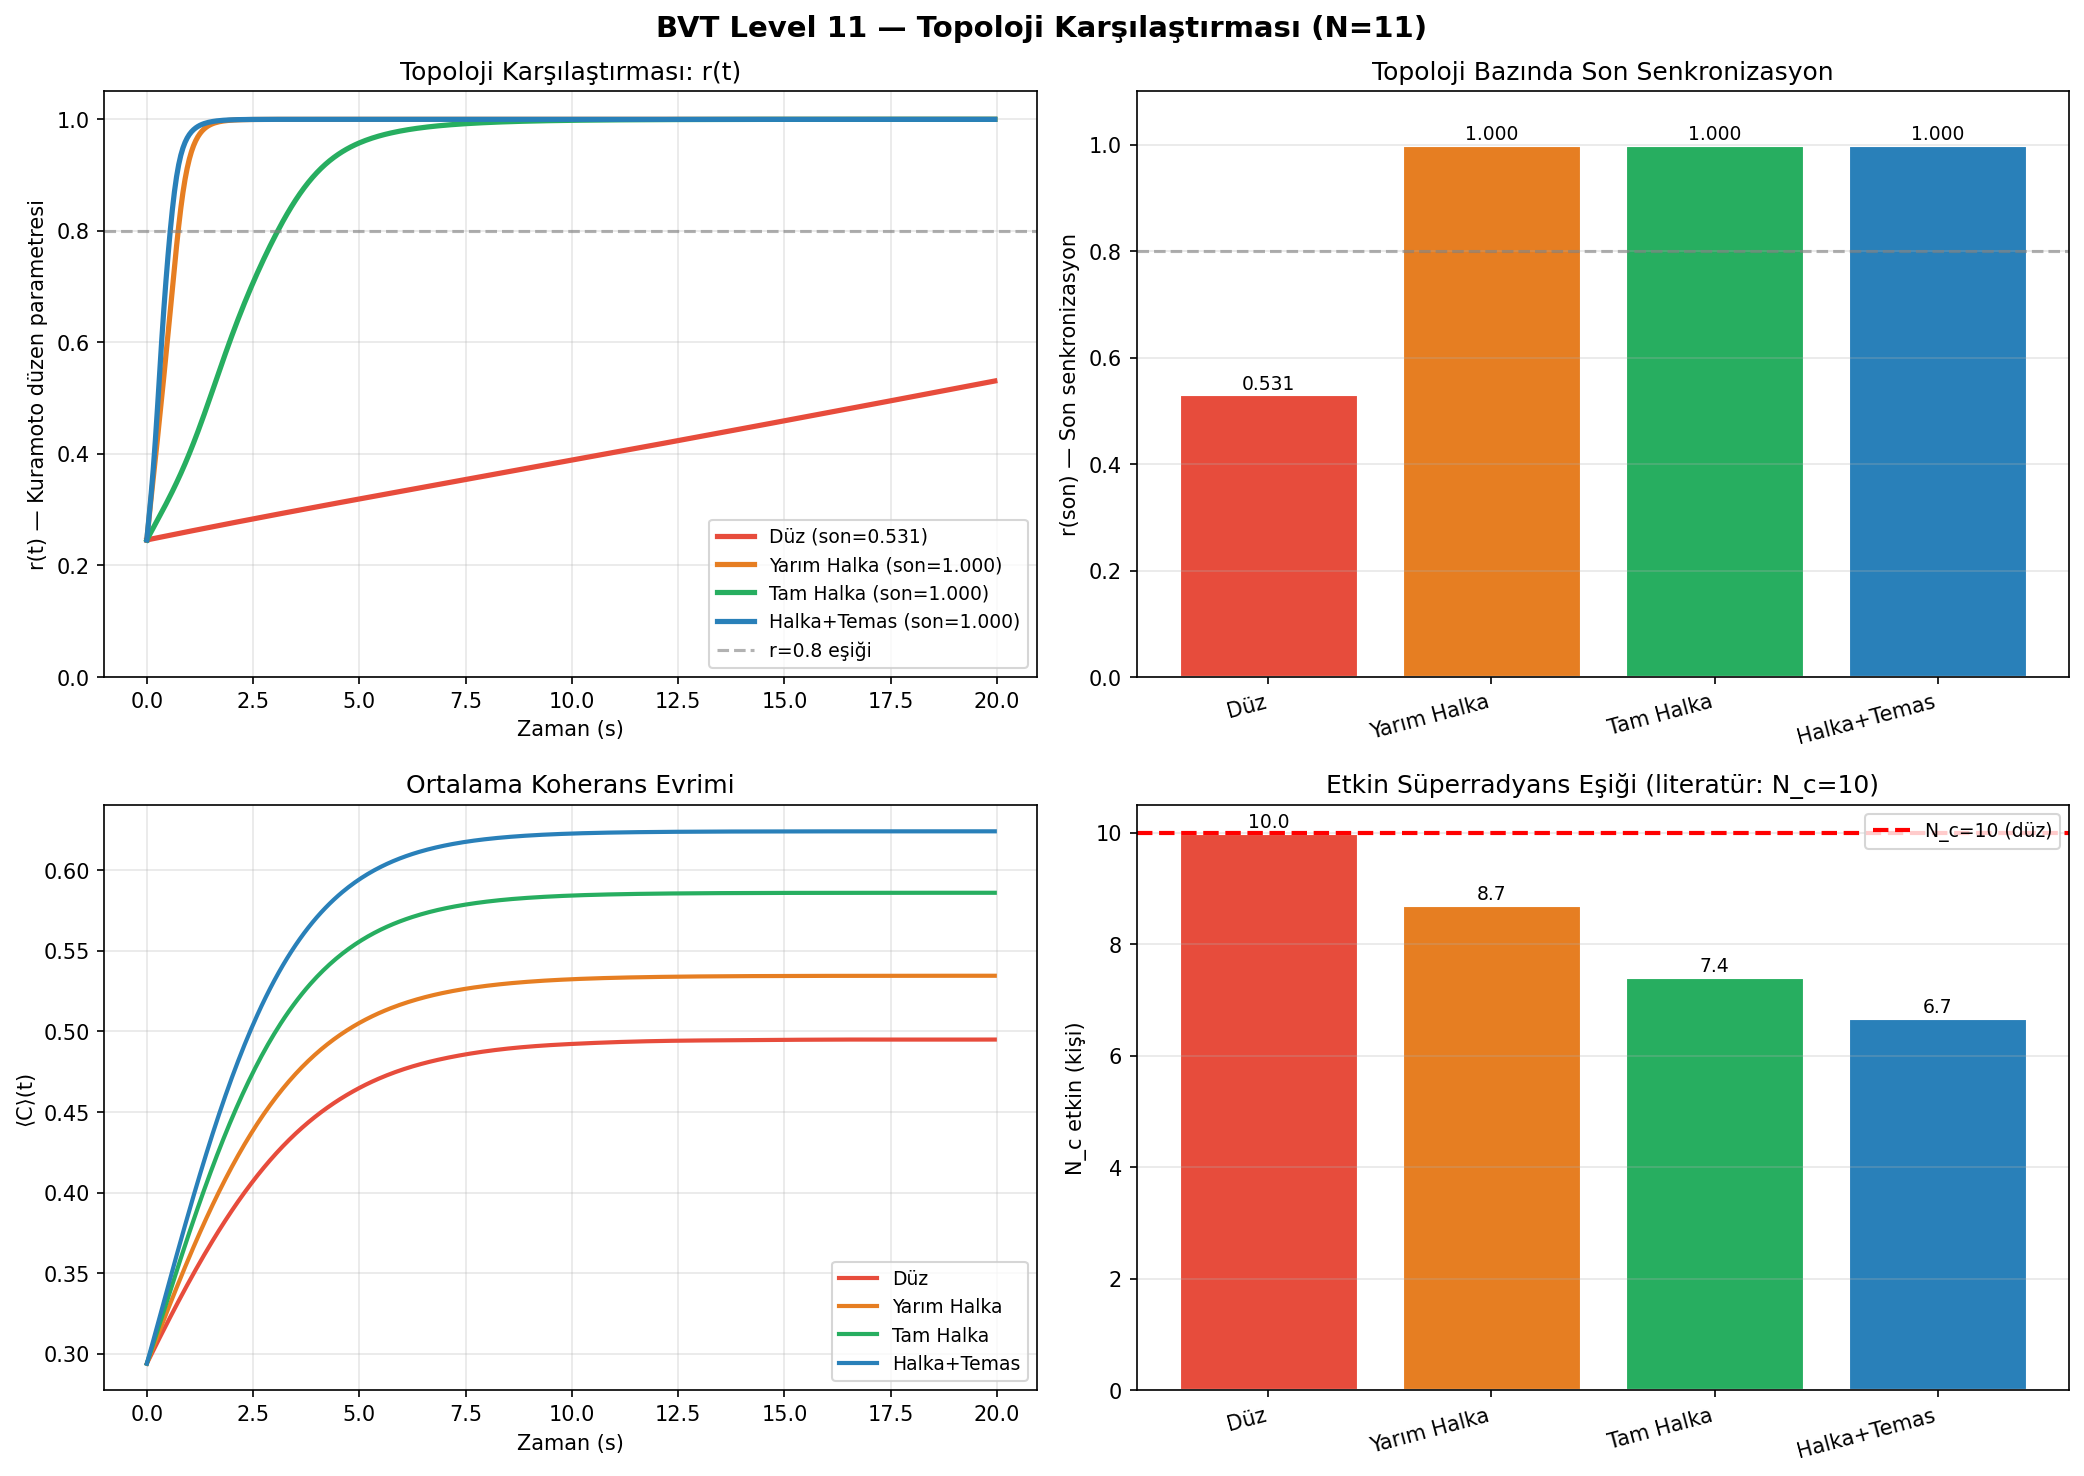 BVT Level 11 — Topoloji Karşılaştırması (N=11)
Topoloji Karşılaştırması: r(t)
r(t) — Kuramoto düzen parametresi
1.0
0.8
0.6
0.4
0.2
0.0
Düz (son=0.531)
Yarım Halka (son=1.000)
Tam Halka (son=1.000)
Halka+Temas (son=1.000)
r=0.8 eşiği
0.0 2.5 5.0 7.5 10.0 12.5 15.0 17.5 20.0
Zaman (s)
Topoloji Bazında Son Senkronizasyon
r(son) — Son senkronizasyon
1.0
0.8
0.6
0.4
0.2
0.0
0.531
1.000
1.000
1.000
Düz
Yarım Halka
Tam Halka
Halka+Temas
Ortalama Koherans Evrimi
⟨C⟩(t)
0.60
0.55
0.50
0.45
0.40
0.35
0.30
Düz
Yarım Halka
Tam Halka
Halka+Temas
0.0 2.5 5.0 7.5 10.0 12.5 15.0 17.5 20.0
Zaman (s)
Etkin Süperradyans Eşiği (literatür: N_c=10)
N_c etkin (kişi)
10
8
6
4
2
0
N_c=10 (düz)
10.0
8.7
7.4
6.7
Düz
Yarım Halka
Tam Halka
Halka+Temas